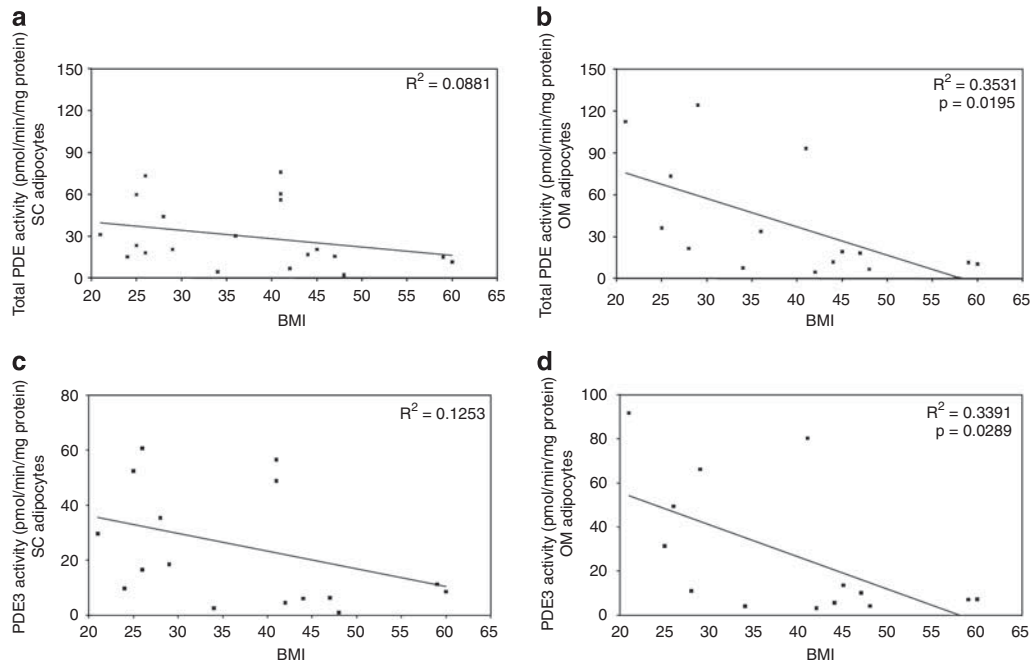 a
Total PDE activity (pmol/min/mg protein)
SC adipocytes
150
120
90
60
30
0
R² = 0.0881
20 25 30 35 40 45 50 55 60 65
BMI
b
Total PDE activity (pmol/min/mg protein)
OM adipocytes
150
120
90
60
30
0
R² = 0.3531
p = 0.0195
20 25 30 35 40 45 50 55 60 65
BMI
c
PDE3 activity (pmol/min/mg protein)
SC adipocytes
80
60
40
20
0
R² = 0.1253
20 25 30 35 40 45 50 55 60 65
BMI
d
PDE3 activity (pmol/min/mg protein)
OM adipocytes
100
80
60
40
20
0
R² = 0.3391
p = 0.0289
20 25 30 35 40 45 50 55 60 65
BMI